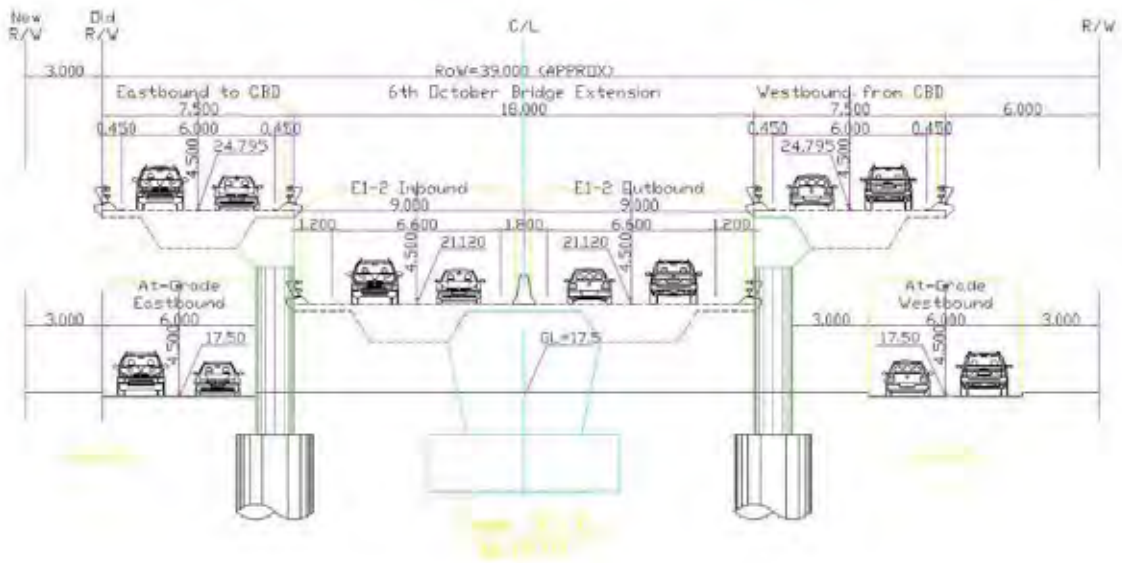 New
R/W
Old
R/W
C/L
R/W
3.000
RoW=39.000 (APPROX)
Eastbound to CBD
6th October Bridge Extension
Westbound from CBD
7.500
18.000
7.500
6.000
0.450
6.000
0.450
0.450
6.000
0.450
4.500
24.795
24.795
4.500
E1-2 Inbound
E1-2 Outbound
9.000
9.000
1.200
6.600
1.800
6.600
1.200
4.500
21.120
21.120
4.500
At-Grade
Eastbound
At-Grade
Westbound
3.000
6.000
3.000
6.000
3.000
4.500
17.50
GL=17.5
17.50
4.500